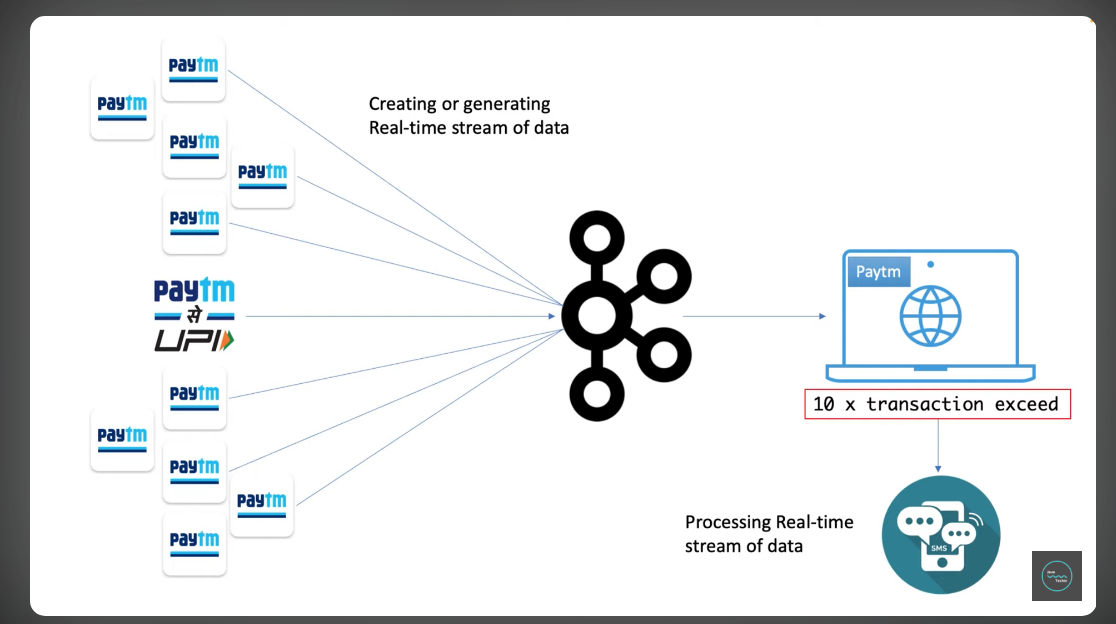 paytm
paytm
paytm
paytm
paytm
Creating or generating
Real-time stream of data
paytm
से
UPI
paytm
paytm
paytm
paytm
paytm
Paytm
10 x transaction exceed
Processing Real-time
stream of data
SMS